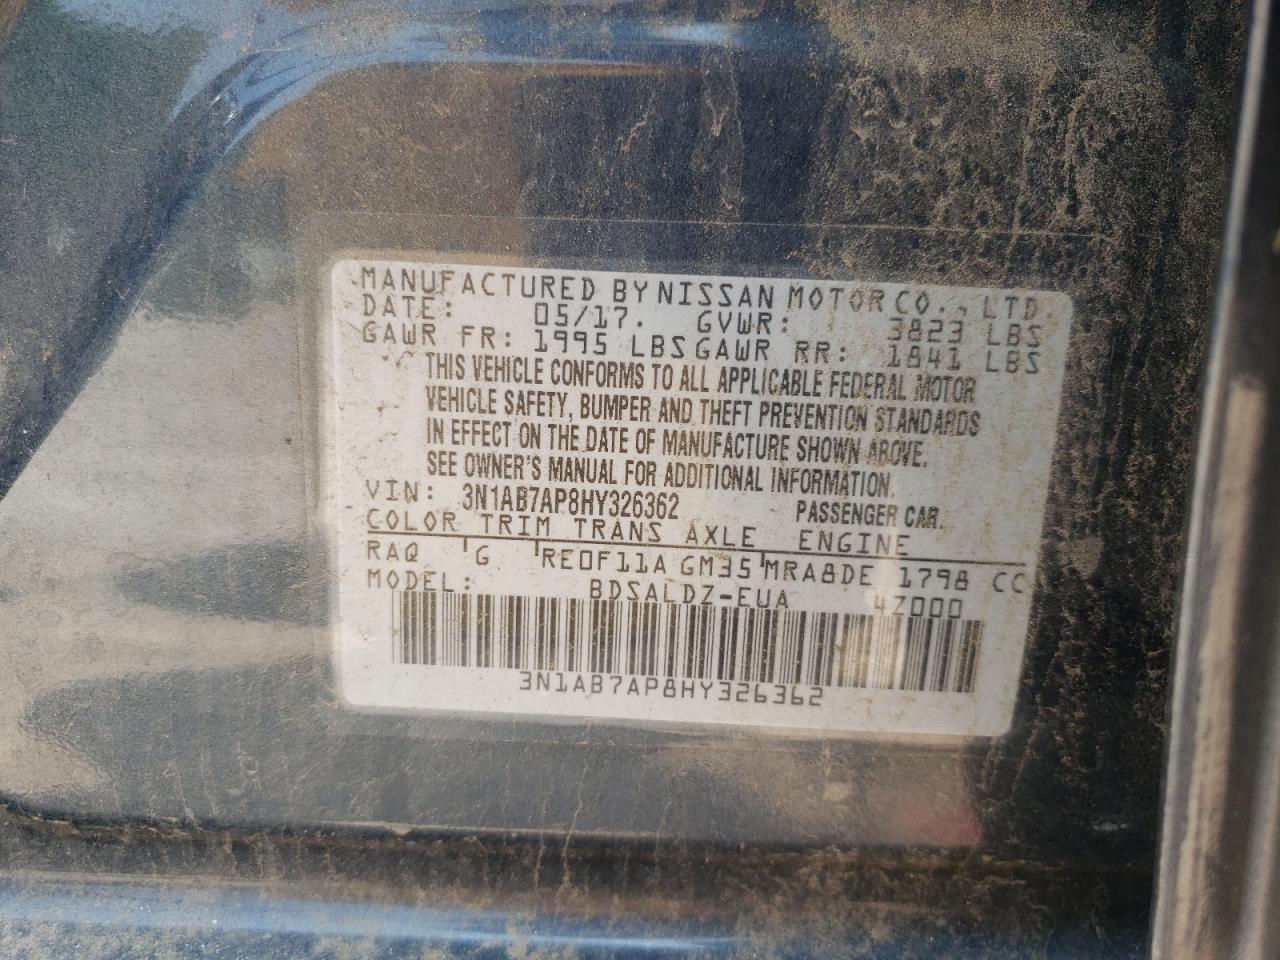 MANUFACTURED BY NISSAN MOTOR CO., LTD.
DATE: 05/17. GVWR: 3823 LBS
GAWR FR: 1995 LBS GAWR RR: 1841 LBS
THIS VEHICLE CONFORMS TO ALL APPLICABLE FEDERAL MOTOR
VEHICLE SAFETY, BUMPER AND THEFT PREVENTION STANDARDS
IN EFFECT ON THE DATE OF MANUFACTURE SHOWN ABOVE.
SEE OWNER'S MANUAL FOR ADDITIONAL INFORMATION.
VIN: 3N1AB7AP8HY326362 PASSENGER CAR.
COLOR TRIM TRANS AXLE ENGINE
RAQ G RE0F11A GM35 MRA8DE 1798 CC
MODEL: BDSALDZ-EUA 4Z000
3N1AB7AP8HY326362